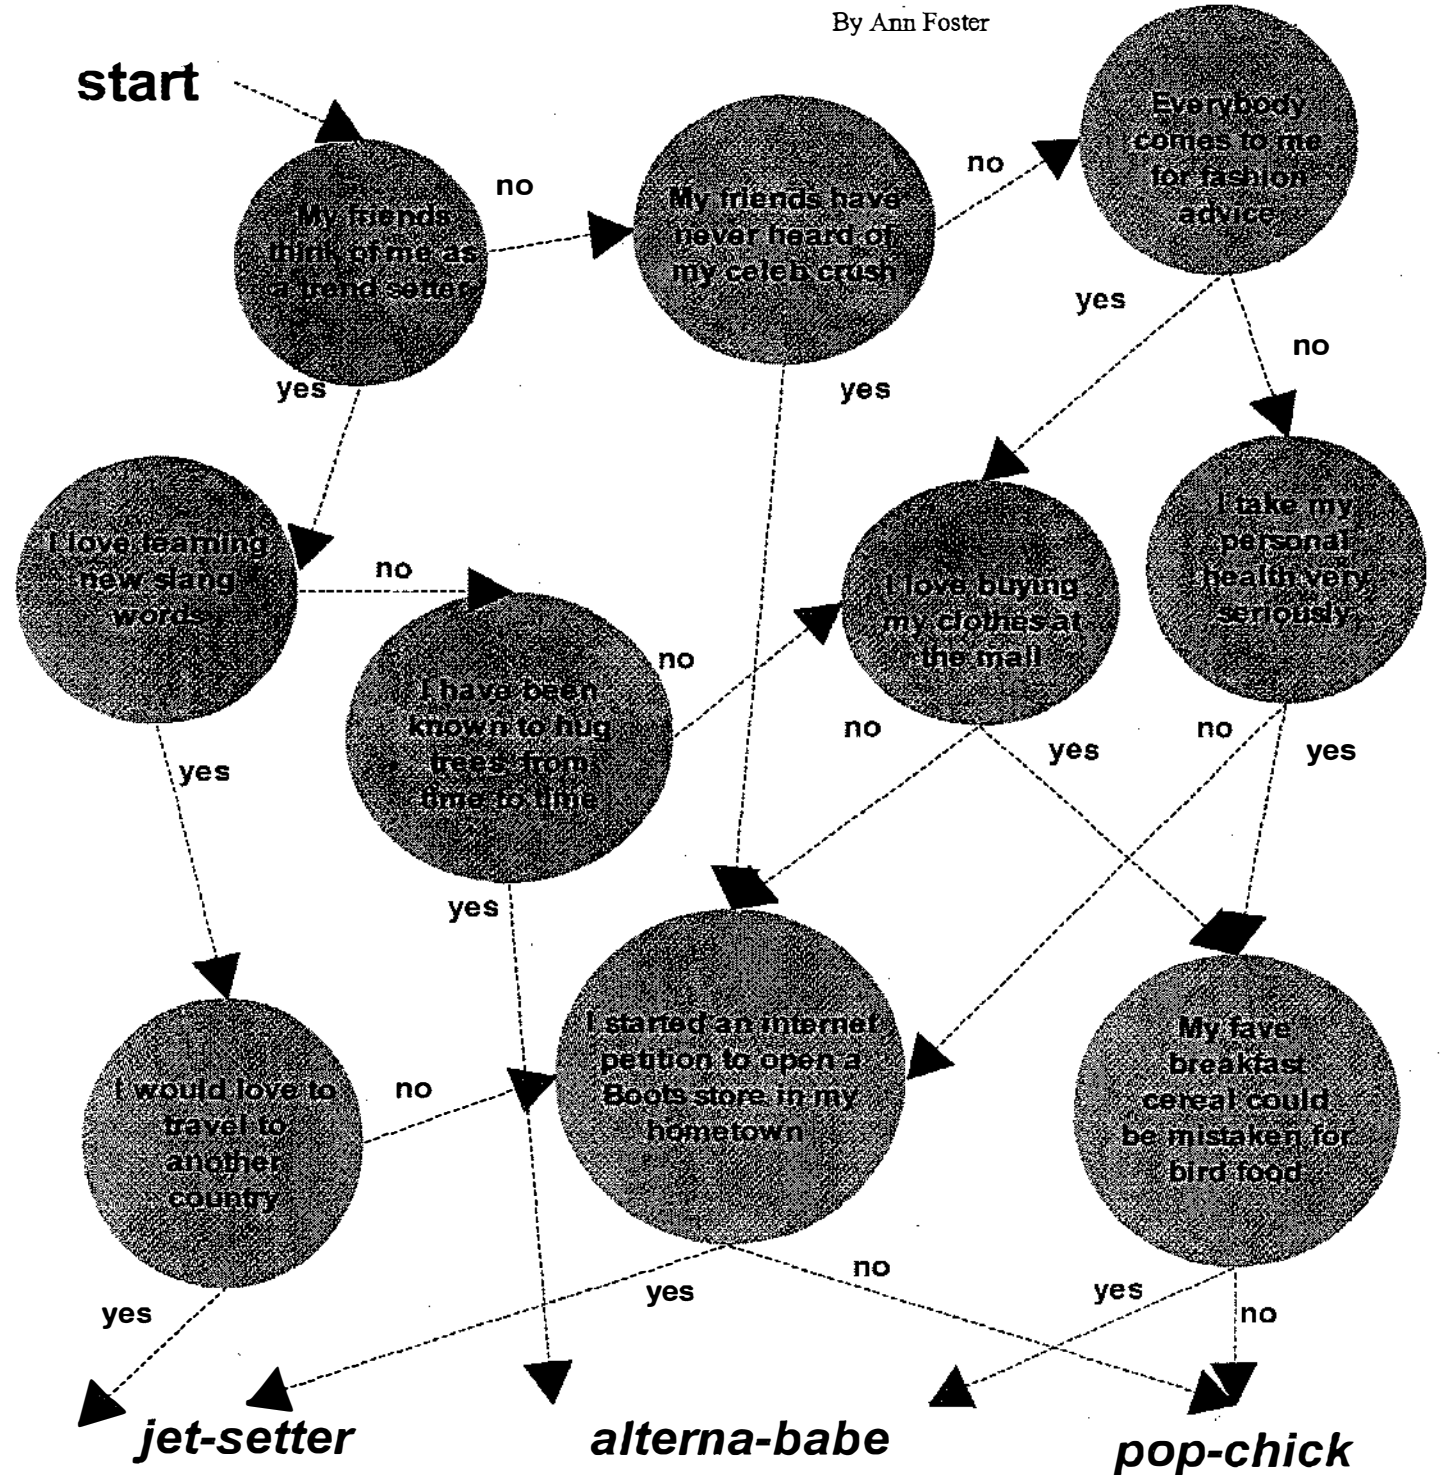 By Ann Foster
start
Everybody
comes to me
for fashion
advice
My friends have
never heard of
my celeb crush
My friends
think of me as
a trend setter
no
no
yes
no
yes
yes
I love learning
new slang
words
no
I have been
known to hug
trees from
time to time
no
I love buying
my clothes at
the mall
I take my
personal
health very
seriously
no
yes
no
yes
yes
yes
I would love to
travel to
another
country
no
I started an internet
petition to open a
Boots store in my
hometown
My fave
breakfast
cereal could
be mistaken for
bird food
yes
yes
no
yes
no
jet-setter
alterna-babe
pop-chick